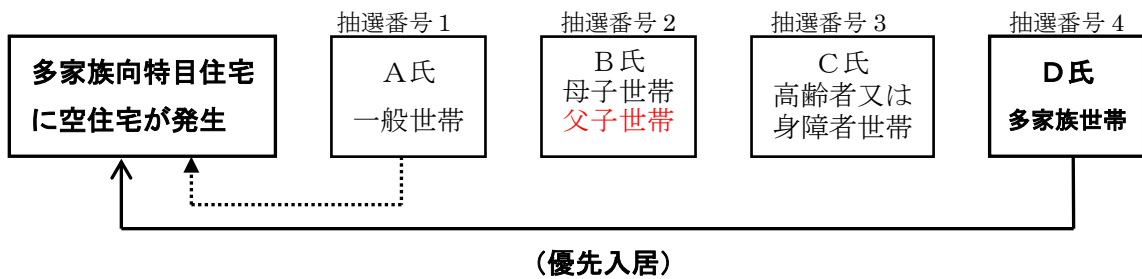 抽選番号1
抽選番号2
抽選番号3
抽選番号4
多家族向特目住宅
に空住宅が発生
A氏
一般世帯
B氏
母子世帯
父子世帯
C氏
高齢者又は
身障者世帯
D氏
多家族世帯
(優先入居)